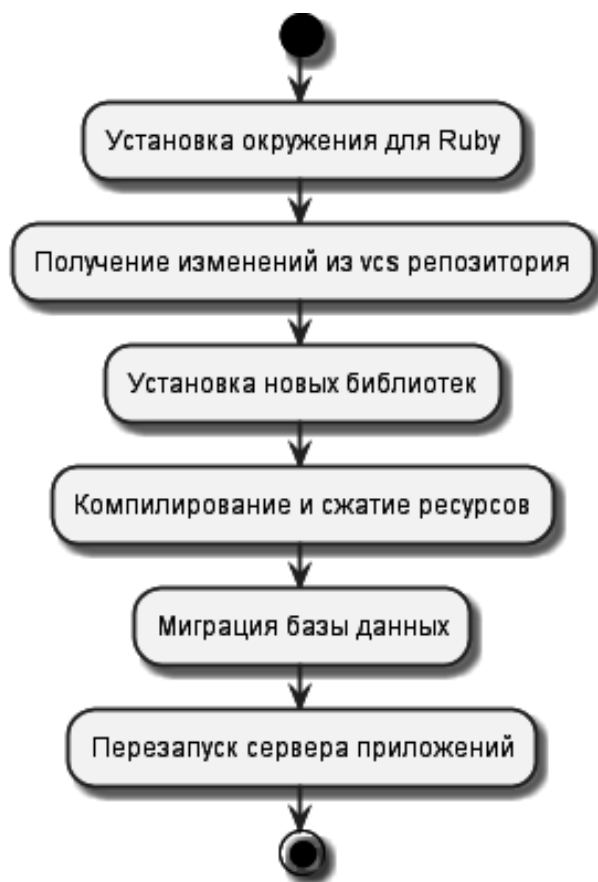 Установка окружения для Ruby
Получение изменений из vcs репозитория
Установка новых библиотек
Компилирование и сжатие ресурсов
Миграция базы данных
Перезапуск сервера приложений